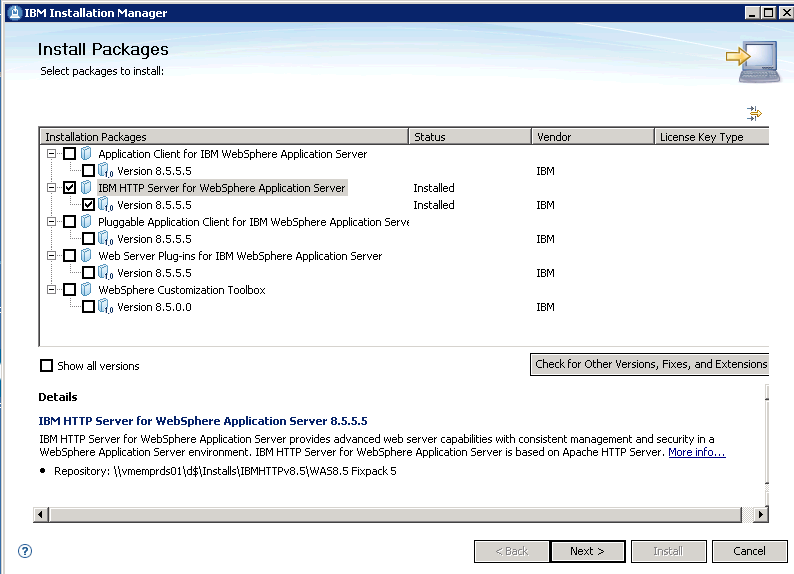 IBM Installation Manager
Install Packages
Select packages to install:
Installation Packages Status Vendor License Key Type
Application Client for IBM WebSphere Application Server
Version 8.5.5.5 IBM
IBM HTTP Server for WebSphere Application Server Installed
Version 8.5.5.5 Installed IBM
Pluggable Application Client for IBM WebSphere Application Serve
Version 8.5.5.5 IBM
Web Server Plug-ins for IBM WebSphere Application Server
Version 8.5.5.5 IBM
WebSphere Customization Toolbox
Version 8.5.0.0 IBM
Show all versions Check for Other Versions, Fixes, and Extensions
Details
IBM HTTP Server for WebSphere Application Server 8.5.5.5
IBM HTTP Server for WebSphere Application Server provides advanced web server capabilities with consistent management and security in a
WebSphere Application Server environment. IBM HTTP Server for WebSphere Application Server is based on Apache HTTP Server. More info...
• Repository: \\vmemprds01\d$\Installs\IBMHTTPv8.5\WAS8.5 Fixpack 5
? < Back Next > Install Cancel